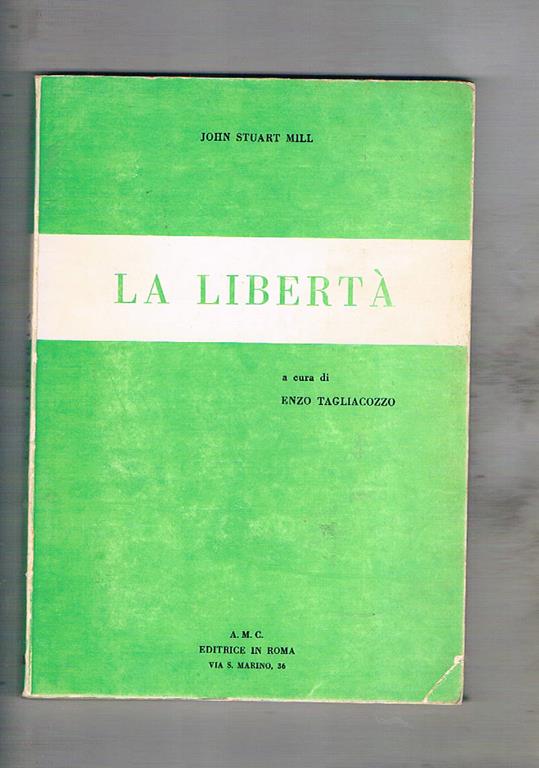 JOHN STUART MILL
LA LIBERTÀ
a cura di
ENZO TAGLIACOZZO
A. M. C.
EDITRICE IN ROMA
VIA S. MARINO, 36